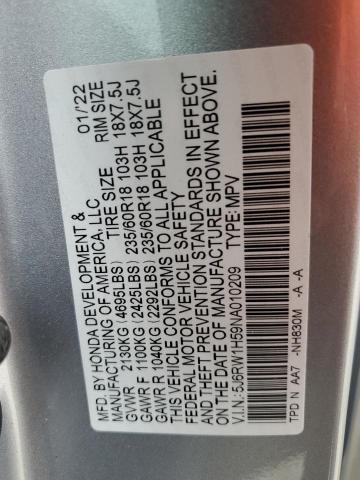 MFD. BY HONDA DEVELOPMENT &
MANUFACTURING OF AMERICA, LLC 01/'22
TIRE SIZE RIM SIZE
GVWR 2130KG (4695LBS)
GAWR F 1100KG (2425LBS) 235/60R18 103H 18X7.5J
GAWR R 1040KG (2292LBS) 235/60R18 103H 18X7.5J
THIS VEHICLE CONFORMS TO ALL APPLICABLE
FEDERAL MOTOR VEHICLE SAFETY
AND THEFT PREVENTION STANDARDS IN EFFECT
ON THE DATE OF MANUFACTURE SHOWN ABOVE.
V.I.N.: 5J6RW1H59NA010209 TYPE: MPV
TPD N AA7 -NH830M -A -A